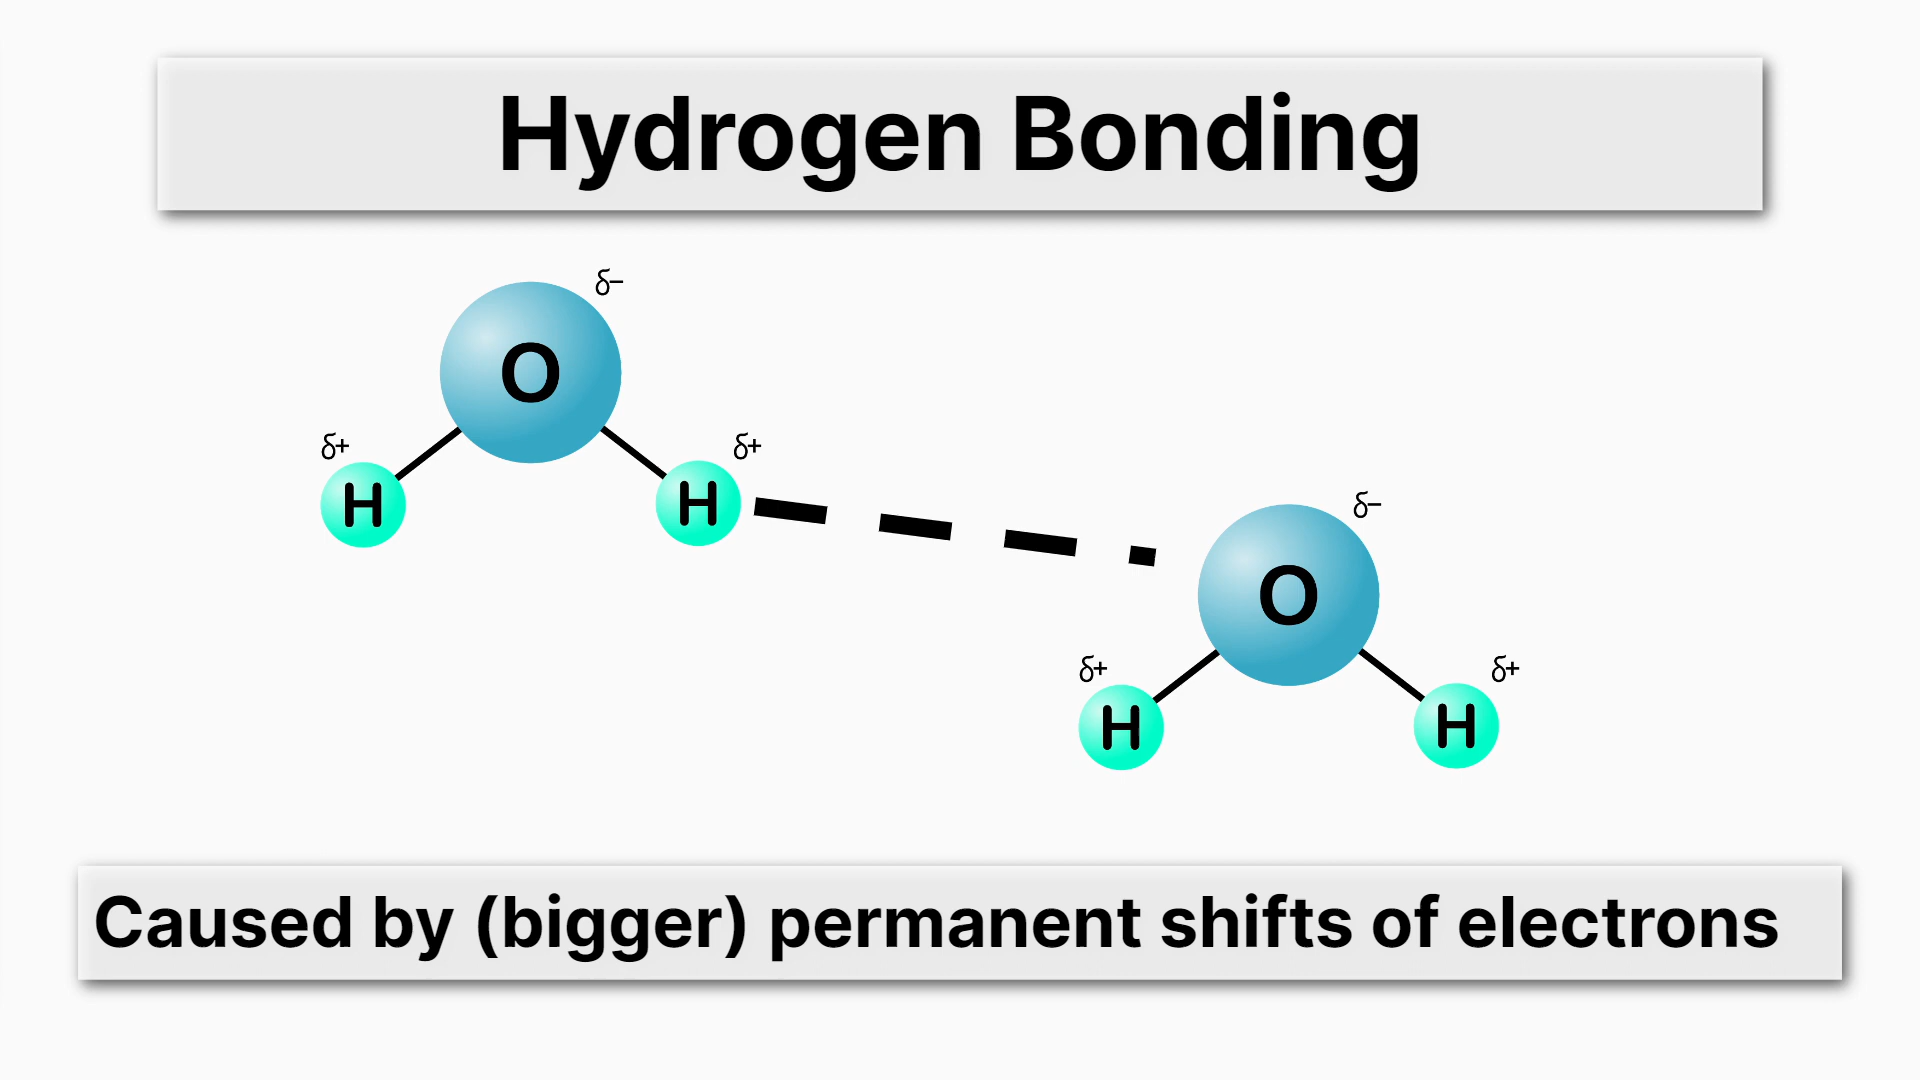 Hydrogen Bonding
δ−
O
δ+
δ+
H
H
δ−
O
δ+
δ+
H
H
Caused by (bigger) permanent shifts of electrons